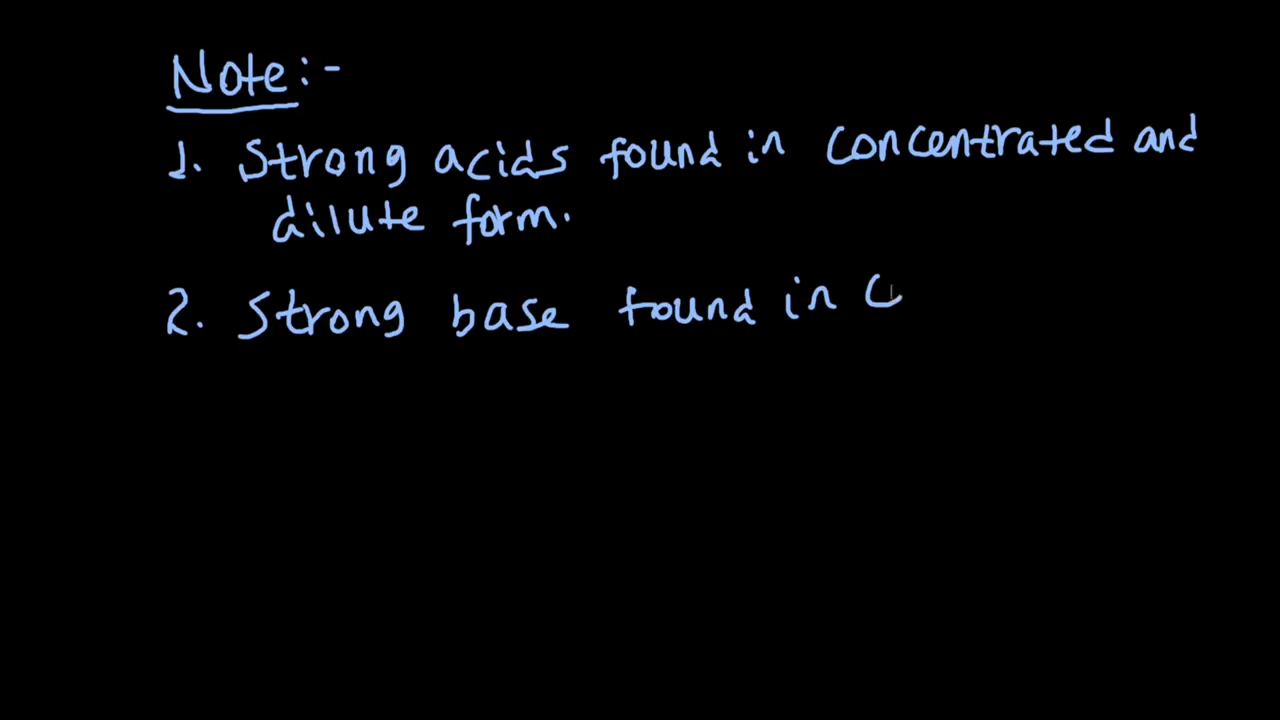 Note:-
1. Strong acids found in concentrated and
dilute form.
2. Strong base found in c